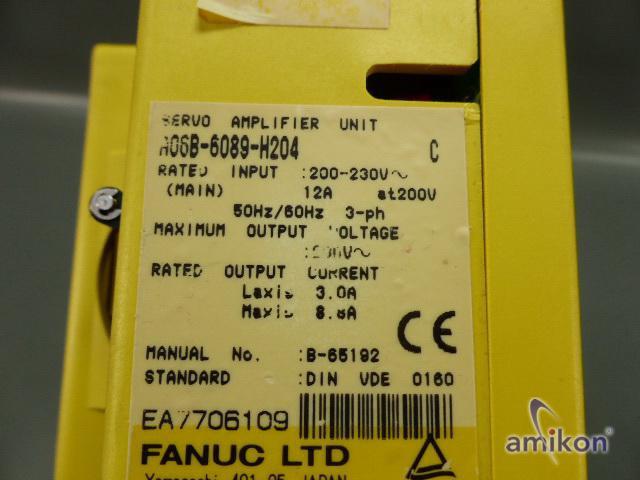 SERVO AMPLIFIER UNIT
A06B-6089-H204 C
RATED INPUT :200-230V~
(MAIN) 12A at200V
50Hz/60Hz 3-ph
MAXIMUM OUTPUT VOLTAGE
RATED OUTPUT CURRENT
Laxis 3.0A
Maxis
CE
MANUAL No. :B-65192
STANDARD :DIN VDE 0160
EA7706109
FANUC LTD
JAPAN
amikon